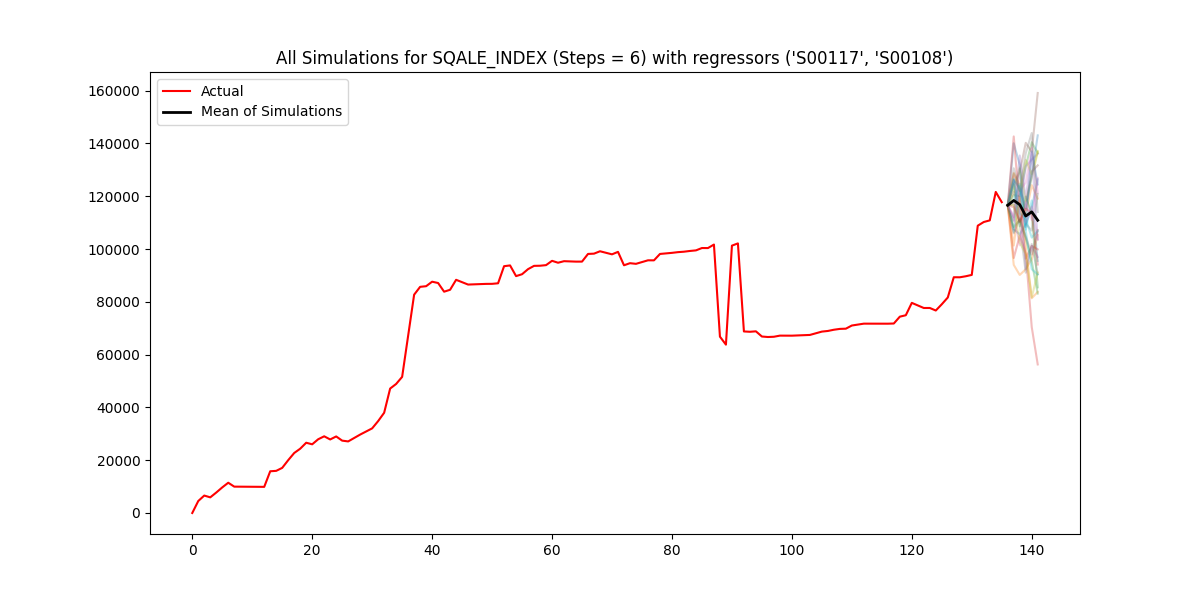 All Simulations for SQALE_INDEX (Steps = 6) with regressors ('S00117', 'S00108')
Actual
Mean of Simulations
160000
140000
120000
100000
80000
60000
40000
20000
0
0 20 40 60 80 100 120 140